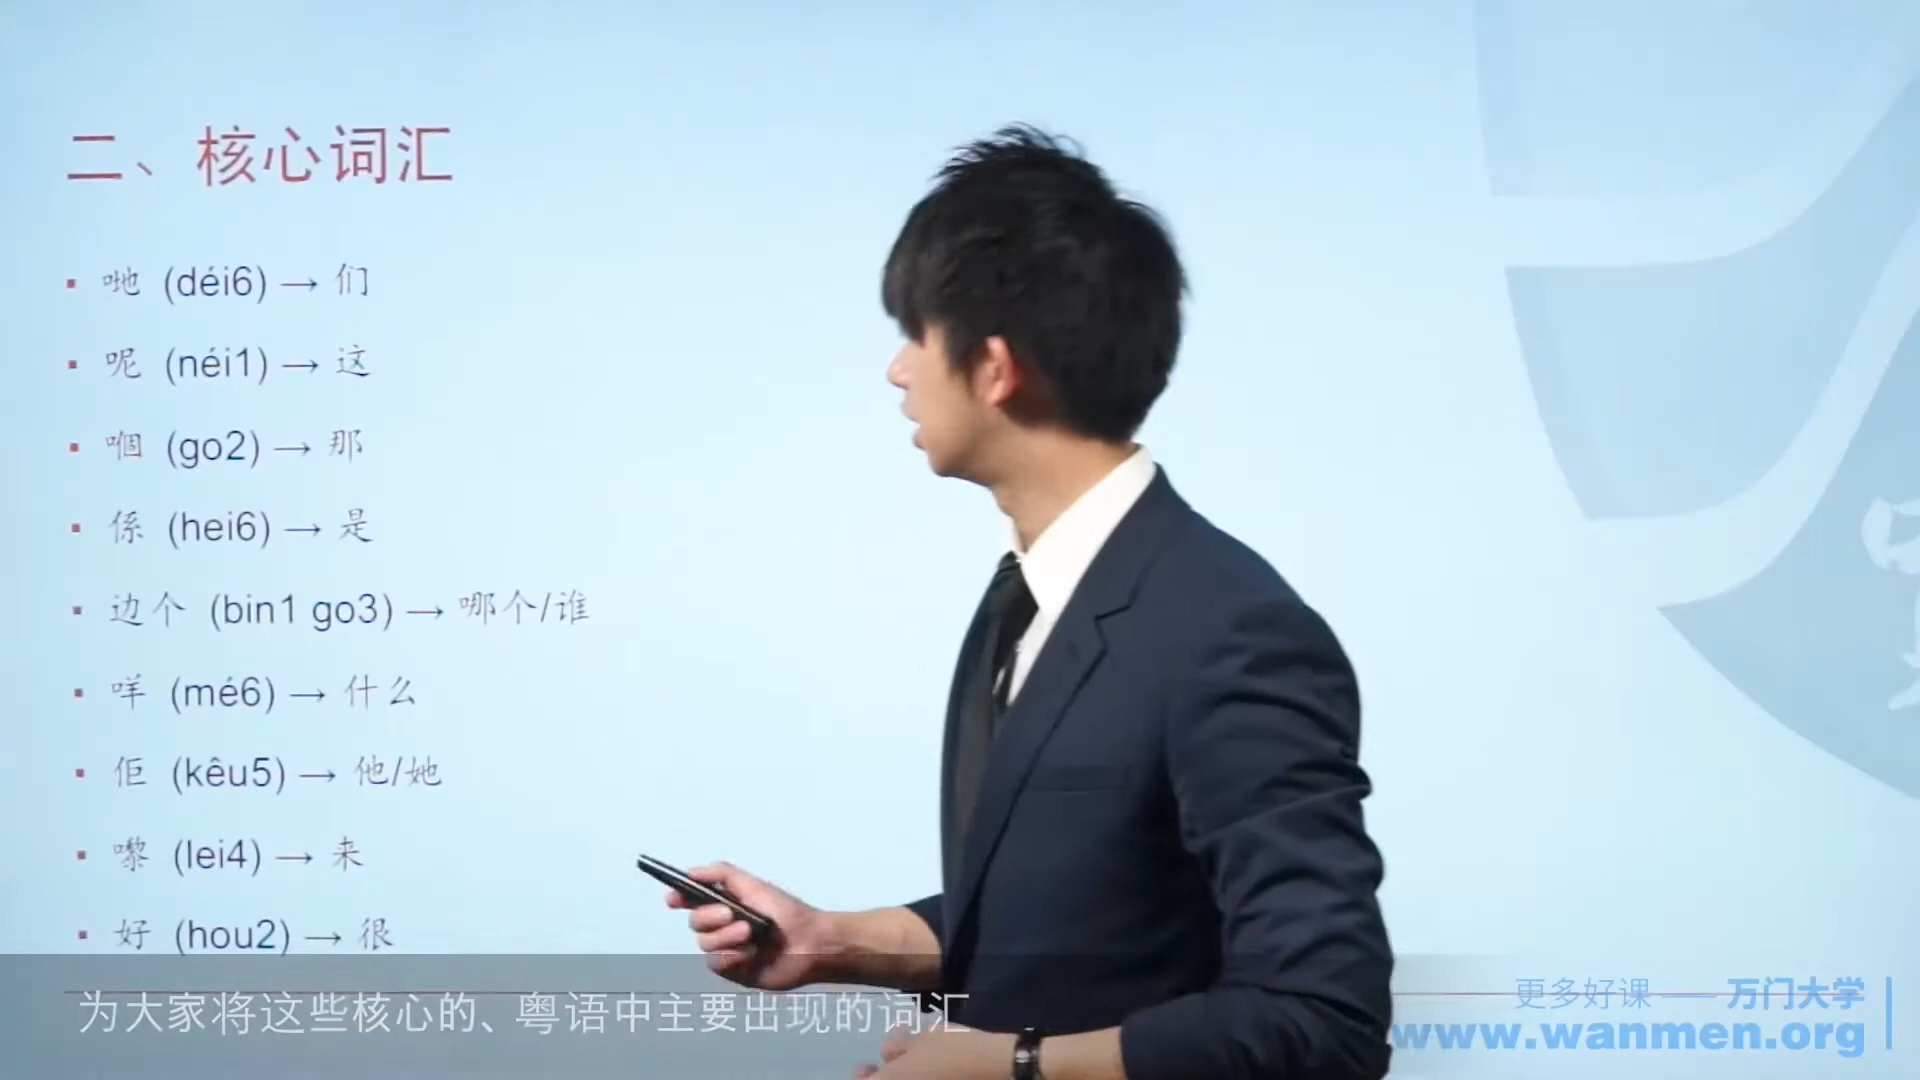 二、核心词汇
▪ 哋 (déi6) → 们
▪ 呢 (néi1) → 这
▪ 嗰 (go2) → 那
▪ 係 (hei6) → 是
▪ 边个 (bin1 go3) → 哪个/谁
▪ 咩 (mé6) → 什么
▪ 佢 (kêu5) → 他/她
▪ 嚟 (lei4) → 来
▪ 好 (hou2) → 很
为大家将这些核心的、粤语中主要出现的词汇
更多好课 —— 万门大学
www.wanmen.org